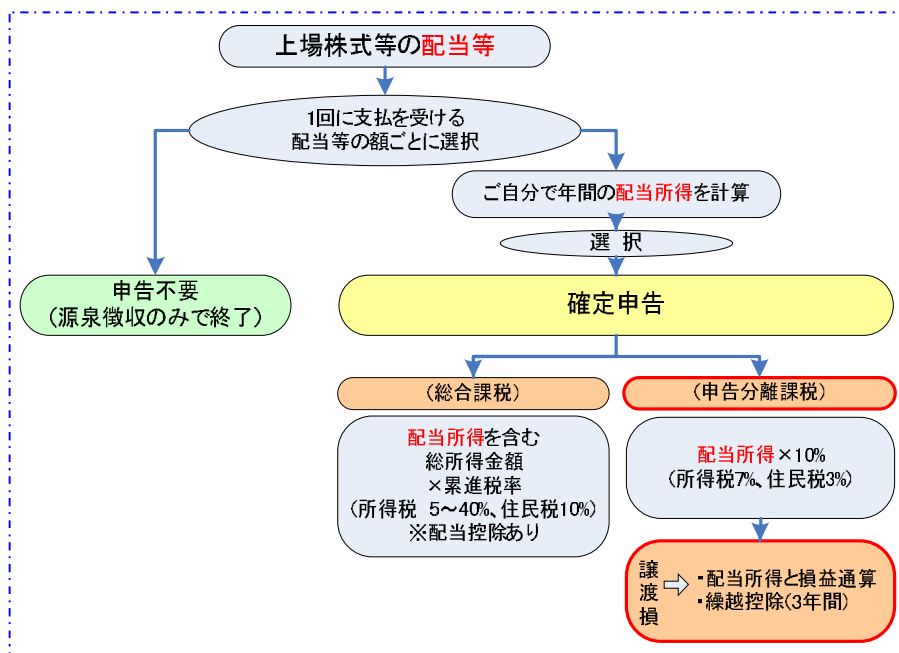 上場株式等の配当等
1回に支払を受ける
配当等の額ごとに選択
ご自分で年間の配当所得を計算
選 択
申告不要
(源泉徴収のみで終了)
確定申告
(総合課税)
配当所得を含む
総所得金額
×累進税率
(所得税 5～40%、住民税10%)
※配当控除あり
(申告分離課税)
配当所得×10%
(所得税7%、住民税3%)
譲渡損
・配当所得と損益通算
・繰越控除(3年間)